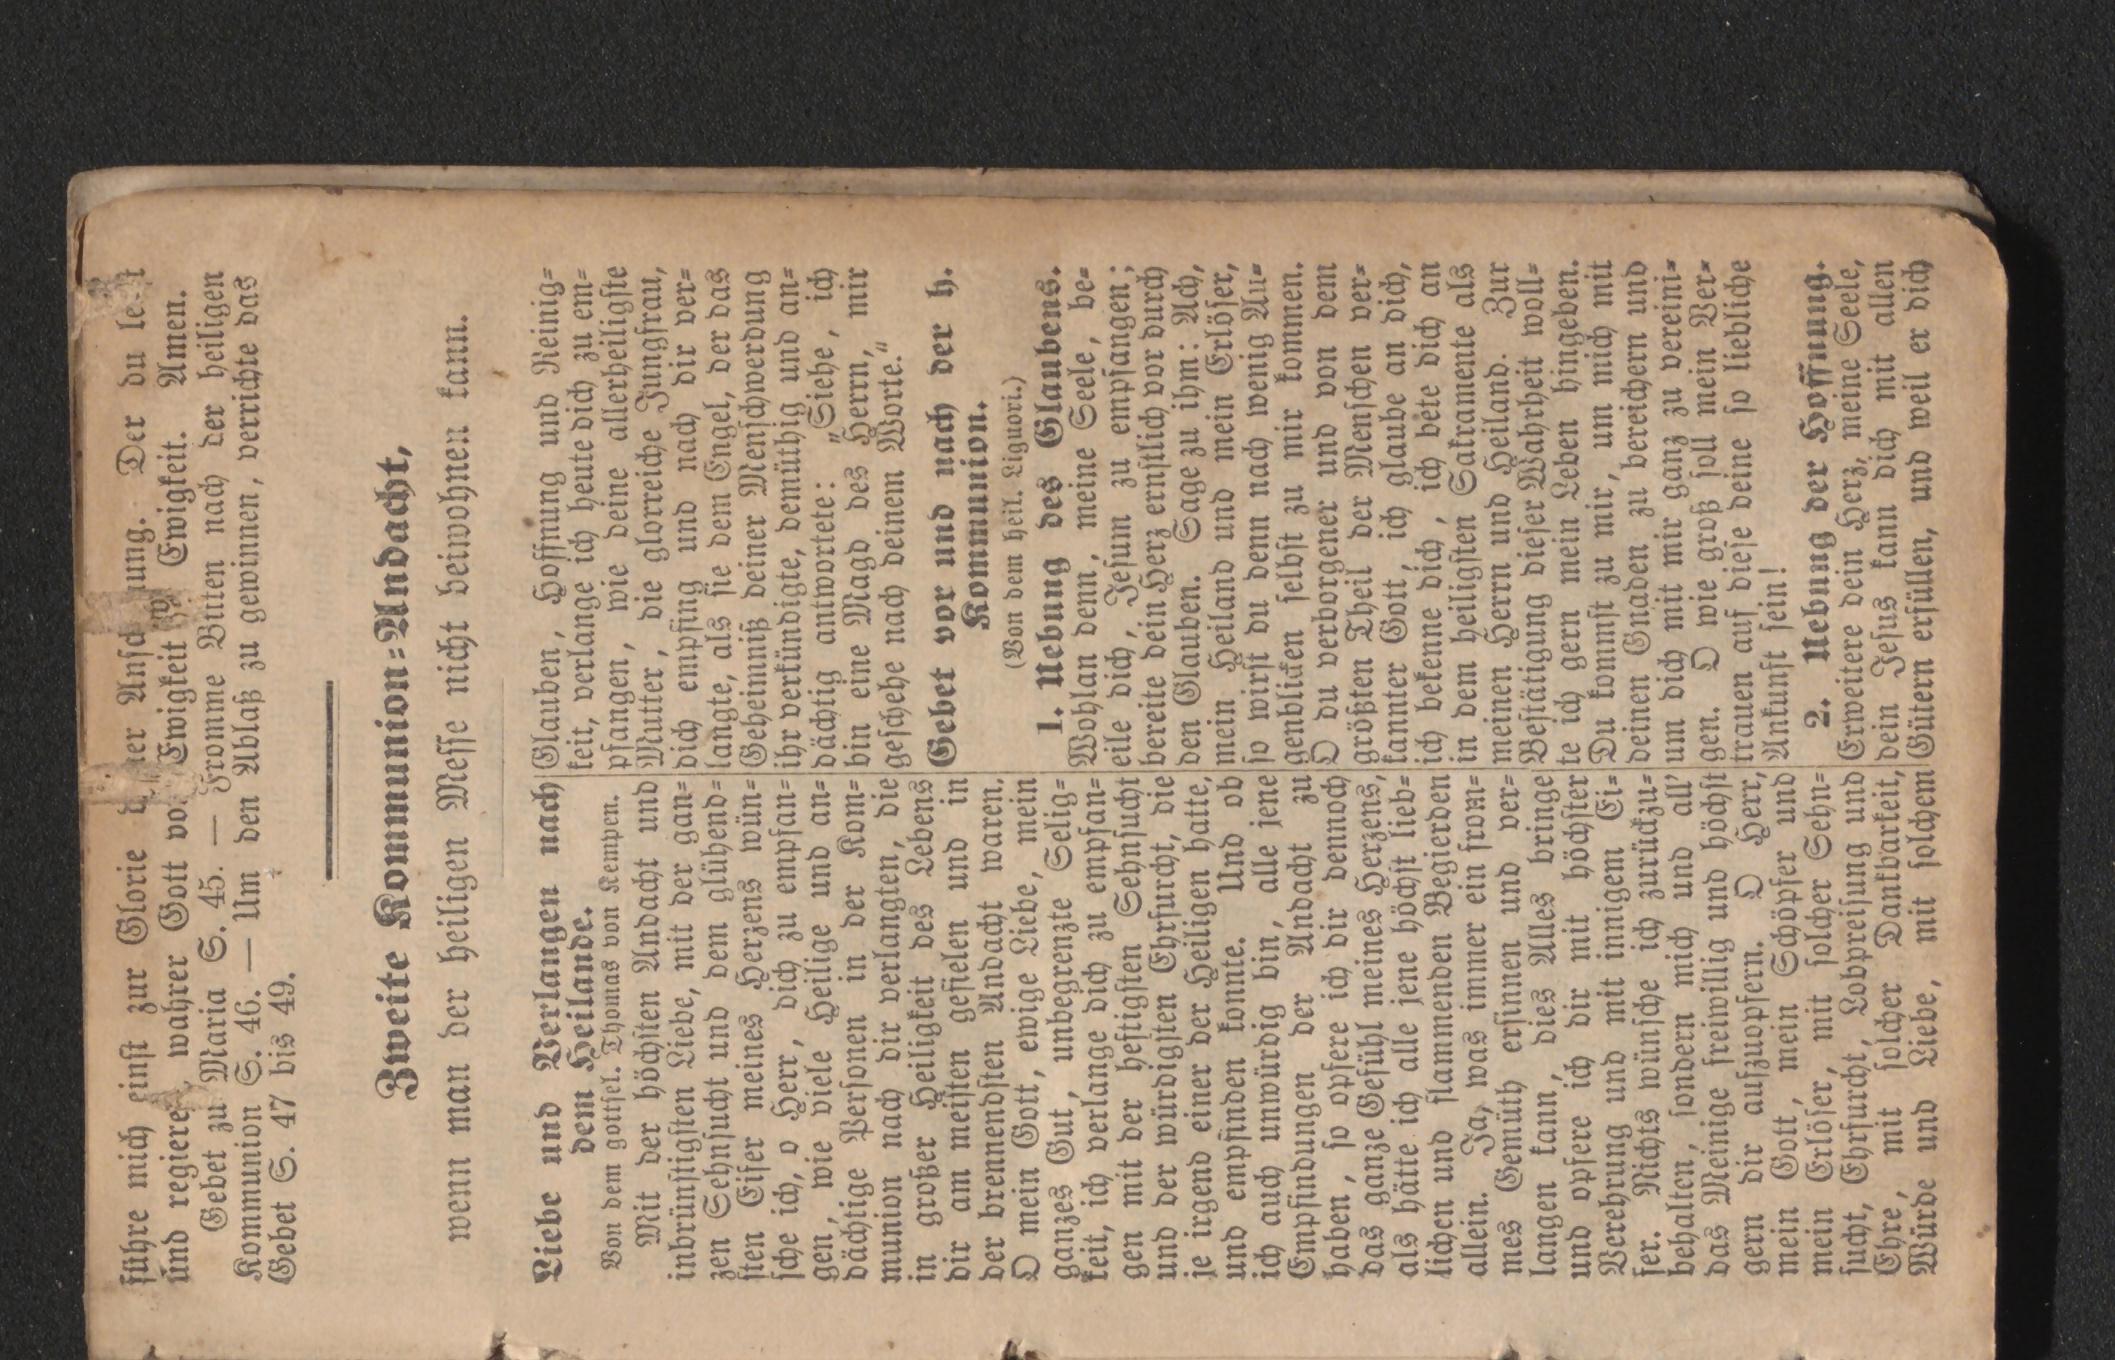 führe mich einst zur Glorie Anschauung. Der du lebst
und regierest wahrer Gott von Ewigkeit zu Ewigkeit. Amen.
Gebet zu Maria S. 45. — Fromme Bitten nach der heiligen
Kommunion S. 46. — Um den Ablaß zu gewinnen, verrichte das
Gebet S. 47 bis 49.
Zweite Kommunion=Andacht,
wenn man der heiligen Messe nicht beiwohnen kann.
Liebe und Verlangen nach
dem Heilande.
Von dem gottsel. Thomas von Kempen.
Mit der höchsten Andacht und
inbrünstigsten Liebe, mit der gan=
zen Sehnsucht und dem glühend=
sten Eifer meines Herzens wün=
sche ich, o Herr, dich zu empfan=
gen, wie viele Heilige und an=
dächtige Personen in der Kom=
munion nach dir verlangten, die
in großer Heiligkeit des Lebens
dir am meisten gefielen und in
der brennendsten Andacht waren.
O mein Gott, ewige Liebe, mein
ganzes Gut, unbegrenzte Selig=
keit, ich verlange dich zu empfan=
gen mit der heftigsten Sehnsucht
und der würdigsten Ehrfurcht, die
je irgend einer der Heiligen hatte,
und empfinden konnte. Und ob
ich auch unwürdig bin, alle jene
Empfindungen der Andacht zu
haben, so opfere ich dir dennoch
das ganze Gefühl meines Herzens,
als hätte ich alle jene höchst lieb=
lichen und flammenden Begierden
allein. Ja, was immer ein from=
mes Gemüth ersinnen und ver=
langen kann, dies Alles bringe
und opfere ich dir mit höchster
Verehrung und mit innigem Ei=
fer. Nichts wünsche ich zurückzu=
behalten, sondern mich und all'
das Meinige freiwillig und höchst
gern dir aufzuopfern. O Herr,
mein Gott, mein Schöpfer und
mein Erlöser, mit solcher Sehn=
sucht, Ehrfurcht, Lobpreisung und
Ehre, mit solcher Dankbarkeit,
Würde und Liebe, mit solchem
Glauben, Hoffnung und Reinig=
keit, verlange ich heute dich zu em=
pfangen, wie deine allerheiligste
Mutter, die glorreiche Jungfrau,
dich empfing und nach dir ver=
langte, als sie dem Engel, der das
Geheimniß deiner Menschwerdung
ihr verkündigte, demüthig und an=
dächtig antwortete: „Siehe, ich
bin eine Magd des Herrn, mir
geschehe nach deinem Worte.“
Gebet vor und nach der h.
Kommunion.
(Von dem heil. Liguori.)
1. Uebung des Glaubens.
Wohlan denn, meine Seele, be=
eile dich, Jesum zu empfangen;
bereite dein Herz ernstlich vor durch
den Glauben. Sage zu ihm: Ach,
mein Heiland und mein Erlöser,
so wirst du denn nach wenig Au=
genblicken selbst zu mir kommen.
O du verborgener und von dem
größten Theil der Menschen ver=
kannter Gott, ich glaube an dich,
ich bekenne dich, ich bete dich an
in dem heiligsten Sakramente als
meinen Herrn und Heiland. Zur
Bestätigung dieser Wahrheit woll=
te ich gern mein Leben hingeben.
Du kommst zu mir, um mich mit
deinen Gnaden zu bereichern und
um dich mit mir ganz zu vereini=
gen. O wie groß soll mein Ver=
trauen auf diese deine so liebliche
Ankunft sein!
2. Uebung der Hoffnung.
Erweitere dein Herz, meine Seele,
dein Jesus kann dich mit allen
Gütern erfüllen, und weil er dich